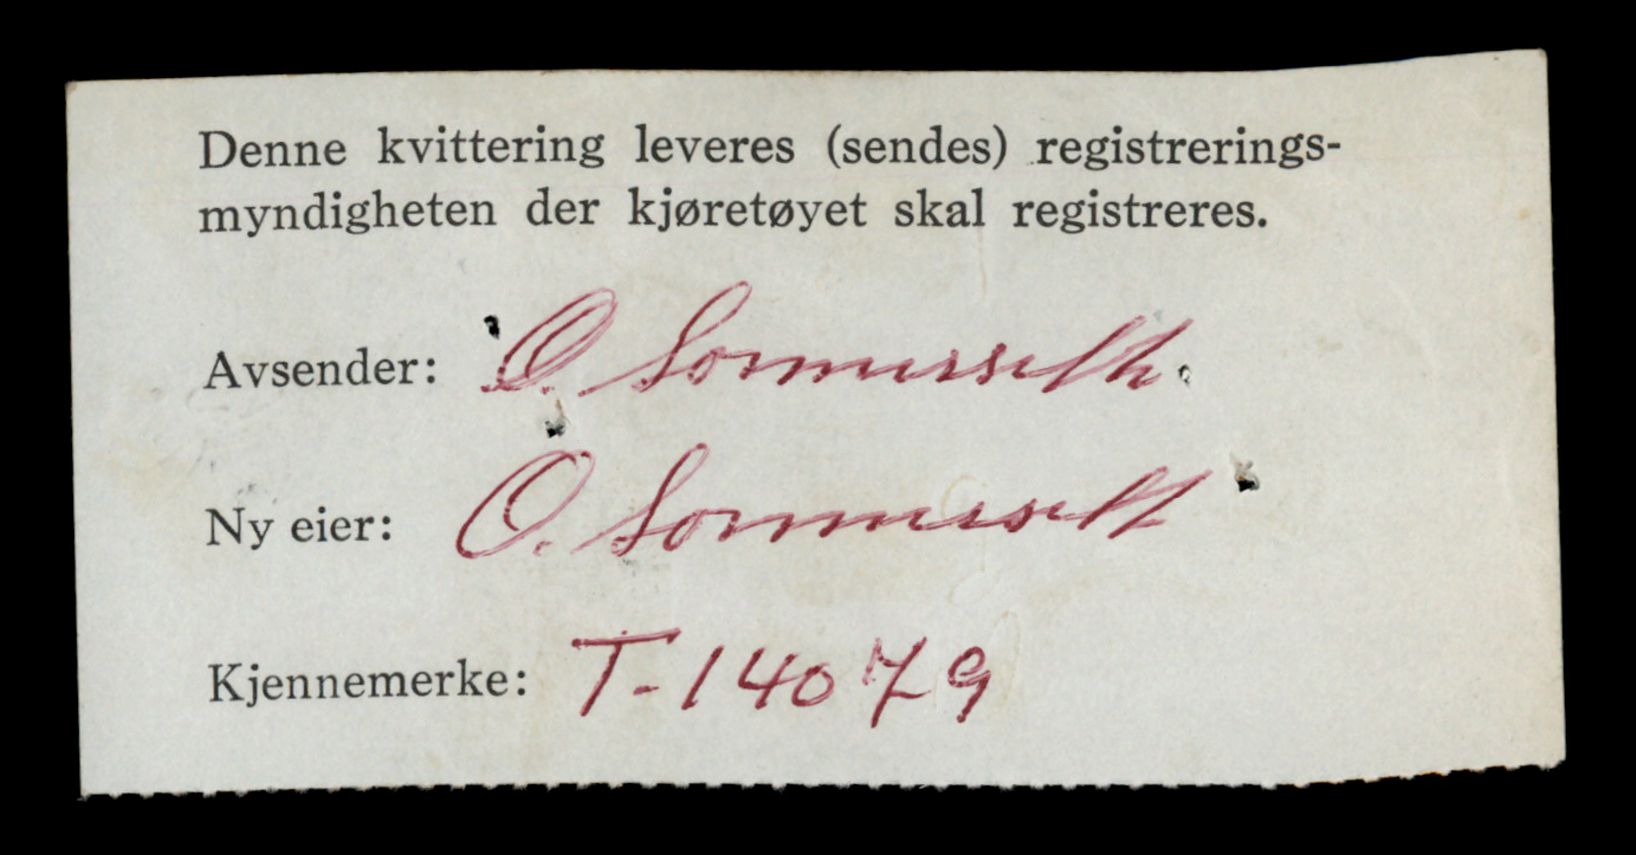 Denne kvittering leveres (sendes) registrerings-
myndigheten der kjøretøyet skal registreres.
Avsender: O. Sommerseth.
Ny eier: O. Sommerseth
Kjennemerke: T-14079